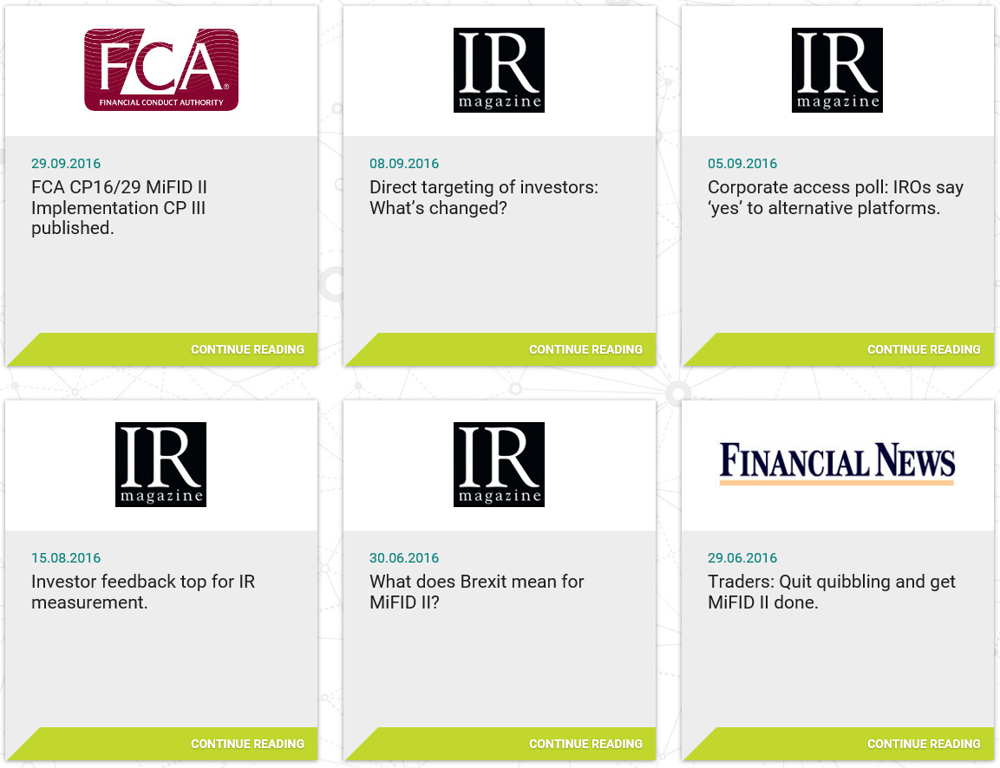 FCA®
FINANCIAL CONDUCT AUTHORITY
29.09.2016
FCA CP16/29 MiFID II
Implementation CP III
published.
CONTINUE READING
IR
magazine
08.09.2016
Direct targeting of investors:
What’s changed?
CONTINUE READING
IR
magazine
05.09.2016
Corporate access poll: IROs say
‘yes’ to alternative platforms.
CONTINUE READING
IR
magazine
15.08.2016
Investor feedback top for IR
measurement.
CONTINUE READING
IR
magazine
30.06.2016
What does Brexit mean for
MiFID II?
CONTINUE READING
FINANCIAL NEWS
29.06.2016
Traders: Quit quibbling and get
MiFID II done.
CONTINUE READING